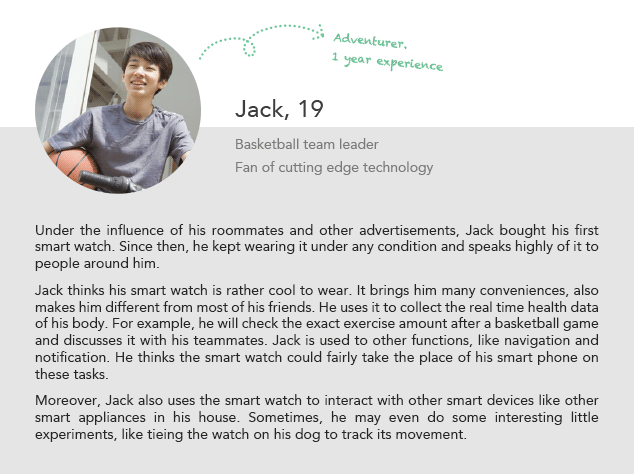 Adventurer.
1 year experience
Jack, 19
Basketball team leader
Fan of cutting edge technology
Under the influence of his roommates and other advertisements, Jack bought his first
smart watch. Since then, he kept wearing it under any condition and speaks highly of it to
people around him.
Jack thinks his smart watch is rather cool to wear. It brings him many conveniences, also
makes him different from most of his friends. He uses it to collect the real time health data
of his body. For example, he will check the exact exercise amount after a basketball game
and discusses it with his teammates. Jack is used to other functions, like navigation and
notification. He thinks the smart watch could fairly take the place of his smart phone on
these tasks.
Moreover, Jack also uses the smart watch to interact with other smart devices like other
smart appliances in his house. Sometimes, he may even do some interesting little
experiments, like tieing the watch on his dog to track its movement.